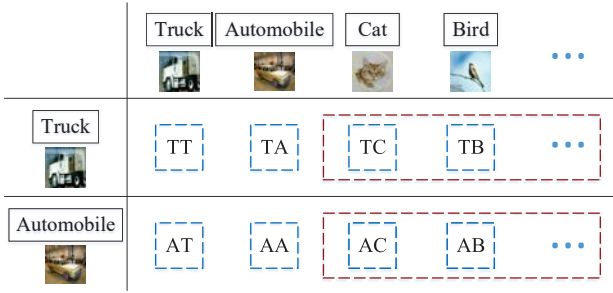 Truck Automobile Cat Bird
Truck TT TA TC TB
Automobile AT AA AC AB